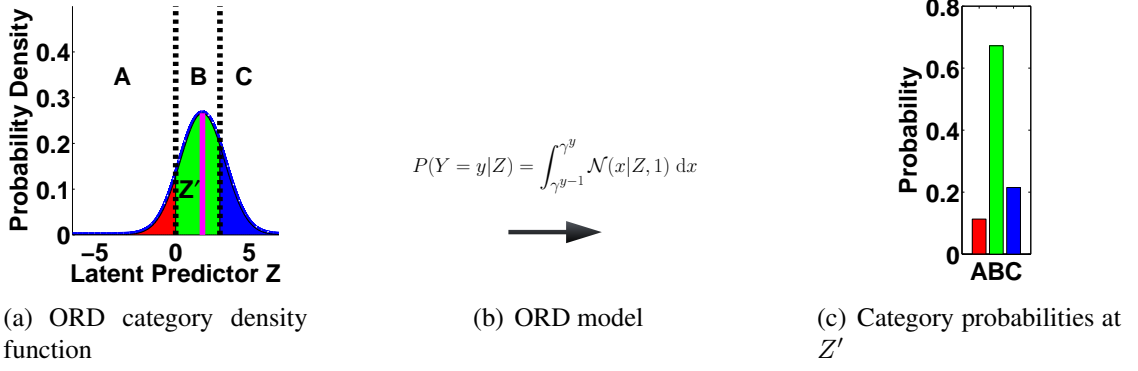 Probability Density
0.4
0.3
0.2
0.1
0
A
B
C
Z′
−5
0
5
Latent Predictor Z
(a) ORD category density
function
P(Y = y|Z) = ∫_{γ^{y−1}}^{γ^y} 𝒩(x|Z, 1) dx
(b) ORD model
Probability
0.8
0.6
0.4
0.2
0
ABC
(c) Category probabilities at
Z′